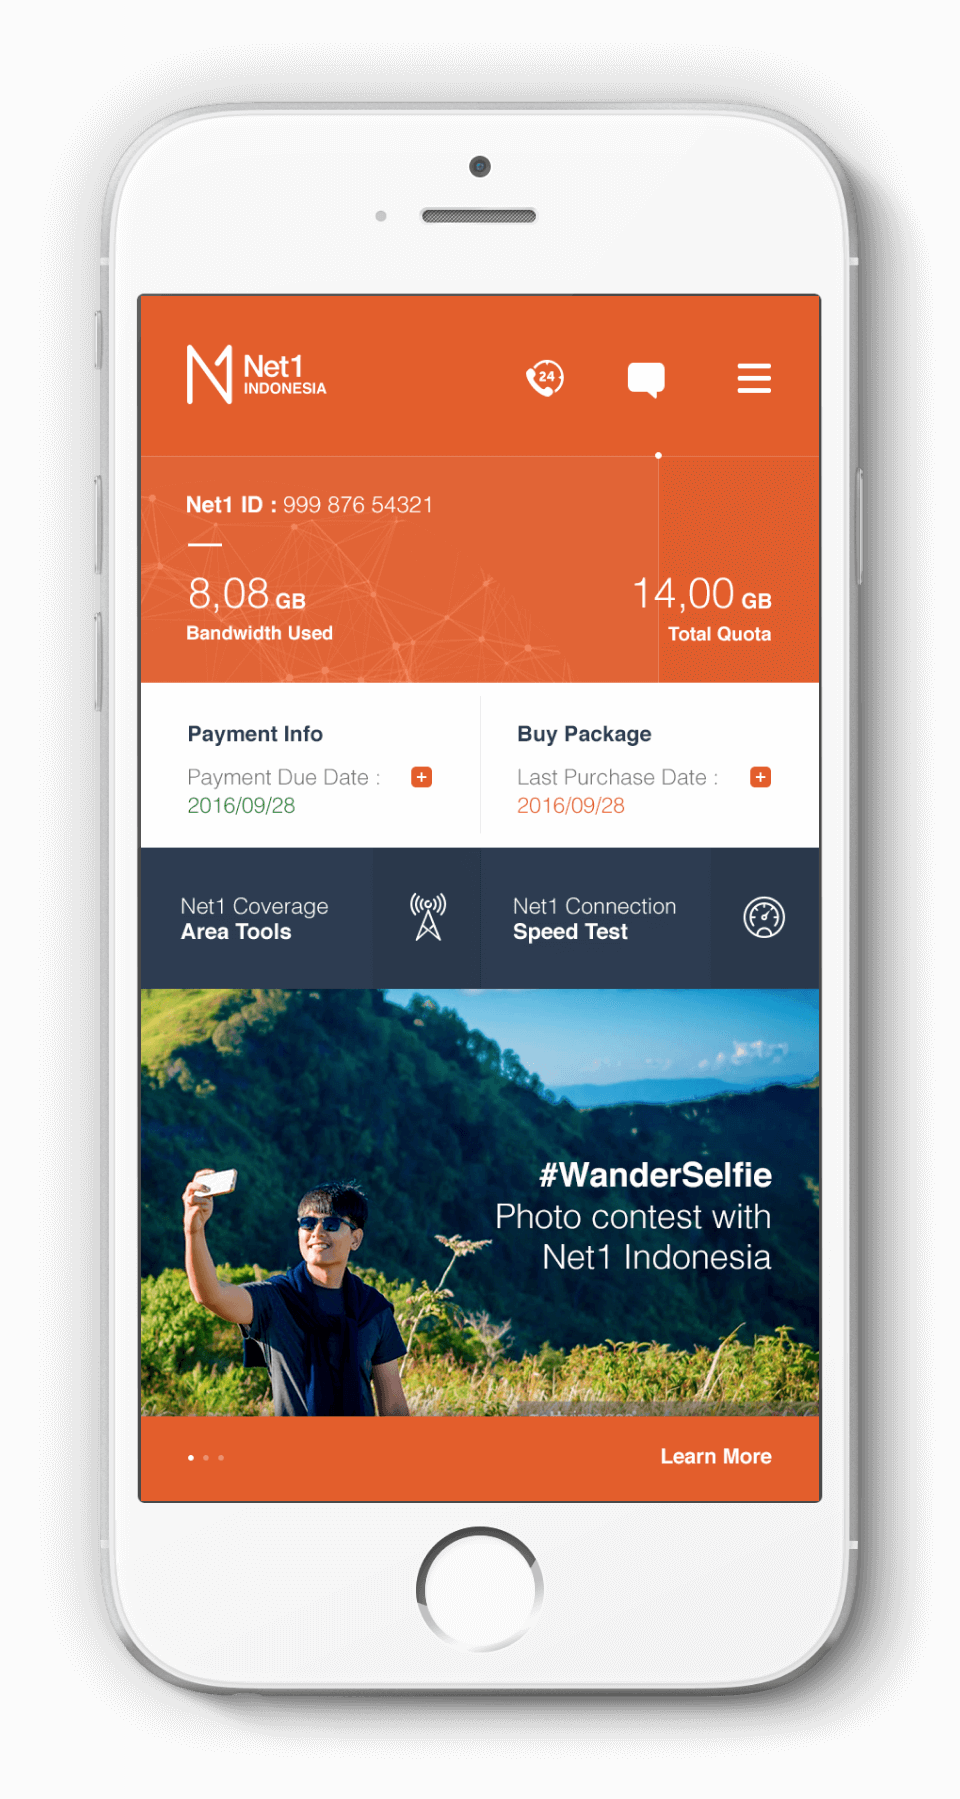 Net1
INDONESIA
24
Net1 ID : 999 876 54321
8,08 GB
Bandwidth Used
14,00 GB
Total Quota
Payment Info
Payment Due Date :
2016/09/28
Buy Package
Last Purchase Date :
2016/09/28
Net1 Coverage
Area Tools
Net1 Connection
Speed Test
#WanderSelfie
Photo contest with
Net1 Indonesia
Learn More